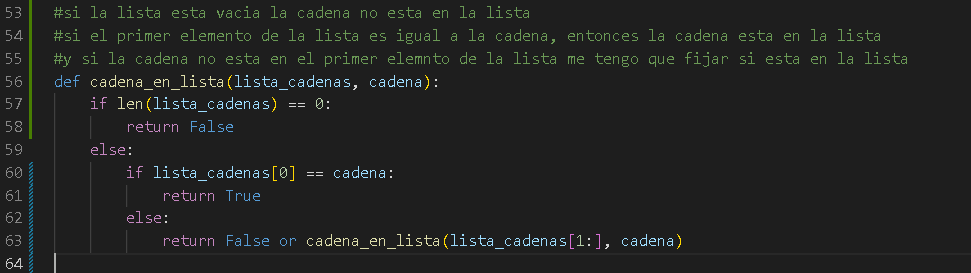 53 #si la lista esta vacia la cadena no esta en la lista
54 #si el primer elemento de la lista es igual a la cadena, entonces la cadena esta en la lista
55 #y si la cadena no esta en el primer elemnto de la lista me tengo que fijar si esta en la lista
56 def cadena_en_lista(lista_cadenas, cadena):
57     if len(lista_cadenas) == 0:
58         return False
59     else:
60         if lista_cadenas[0] == cadena:
61             return True
62         else:
63             return False or cadena_en_lista(lista_cadenas[1:], cadena)
64